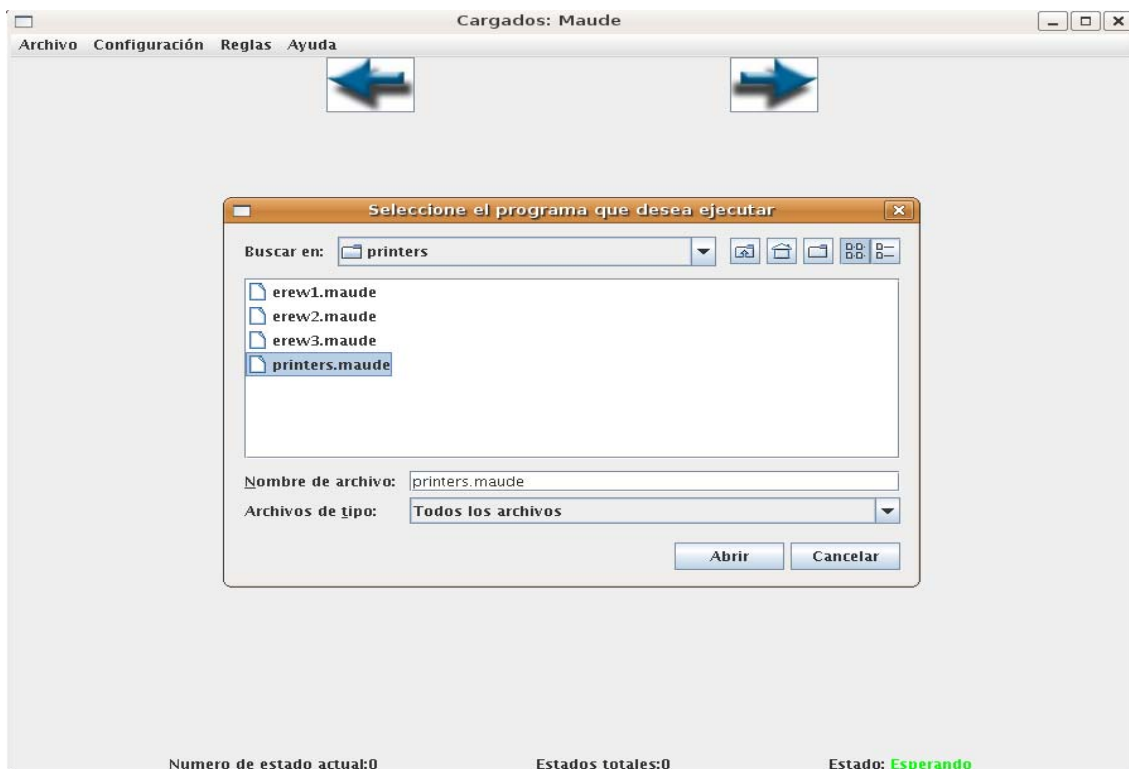 Cargados: Maude
Archivo Configuración Reglas Ayuda
Seleccione el programa que desea ejecutar
Buscar en: printers
erew1.maude
erew2.maude
erew3.maude
printers.maude
Nombre de archivo: printers.maude
Archivos de tipo: Todos los archivos
Abrir Cancelar
Numero de estado actual:0 Estados totales:0 Estado: Esperando